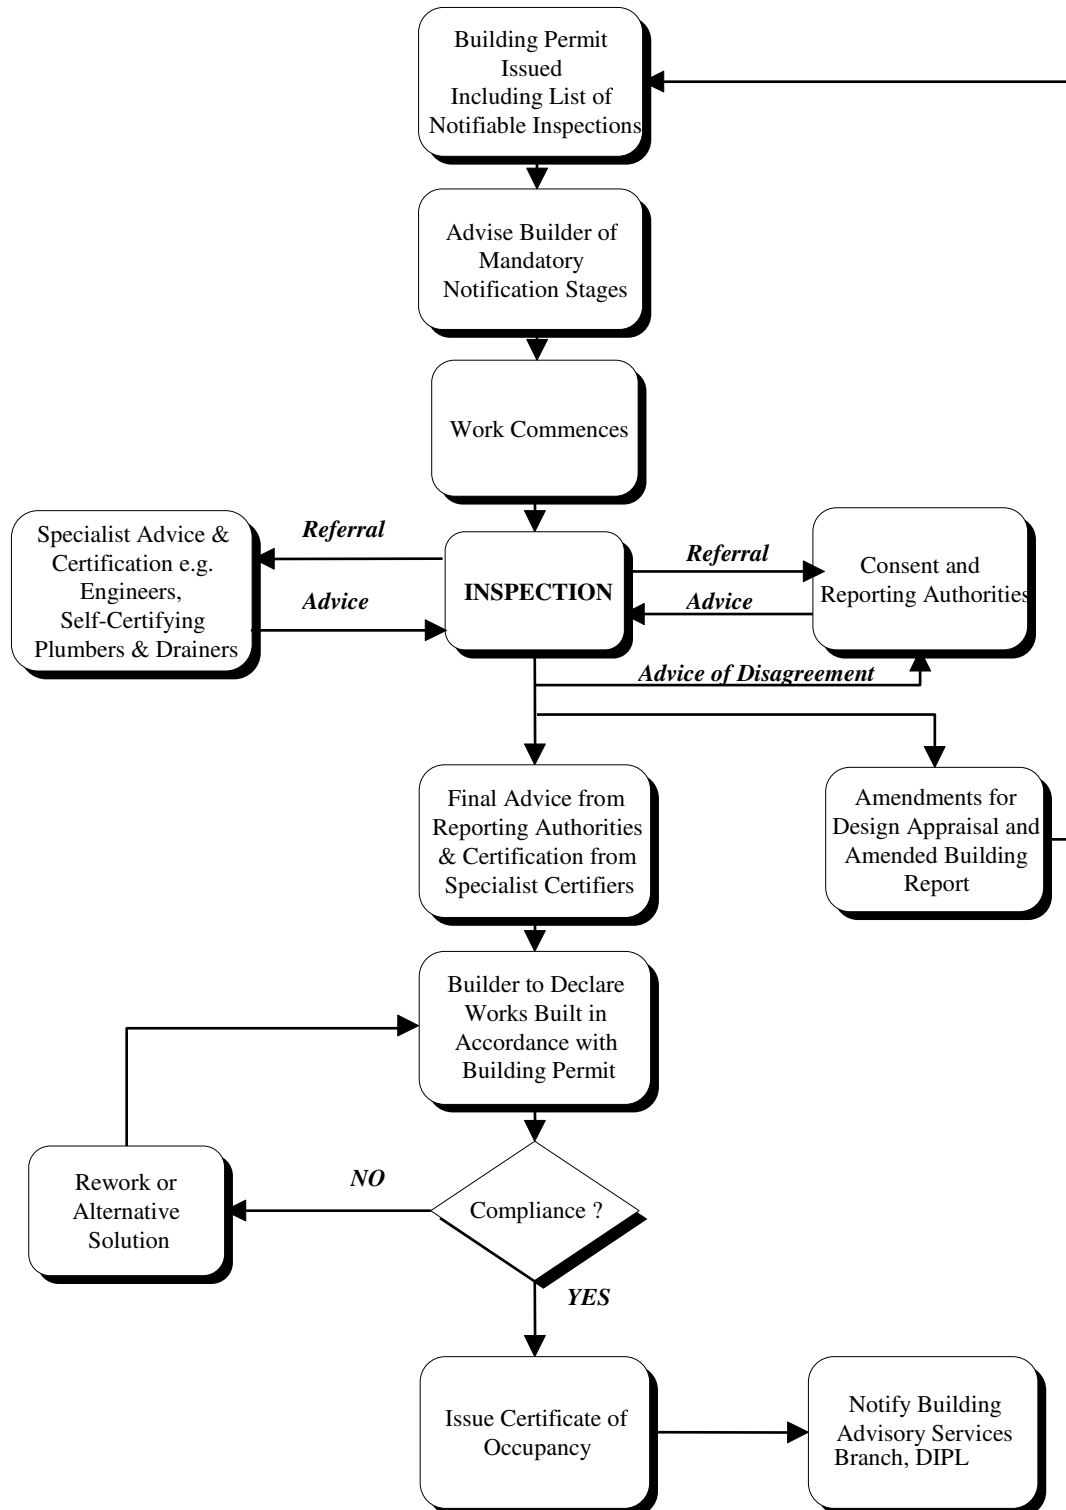 Building Permit
Issued
Including List of
Notifiable Inspections
Advise Builder of
Mandatory
Notification Stages
Work Commences
Specialist Advice &
Certification e.g.
Engineers,
Self-Certifying
Plumbers & Drainers
Referral
Advice
INSPECTION
Referral
Advice
Consent and
Reporting Authorities
Advice of Disagreement
Final Advice from
Reporting Authorities
& Certification from
Specialist Certifiers
Amendments for
Design Appraisal and
Amended Building
Report
Builder to Declare
Works Built in
Accordance with
Building Permit
Rework or
Alternative
Solution
NO
Compliance ?
YES
Issue Certificate of
Occupancy
Notify Building
Advisory Services
Branch, DIPL